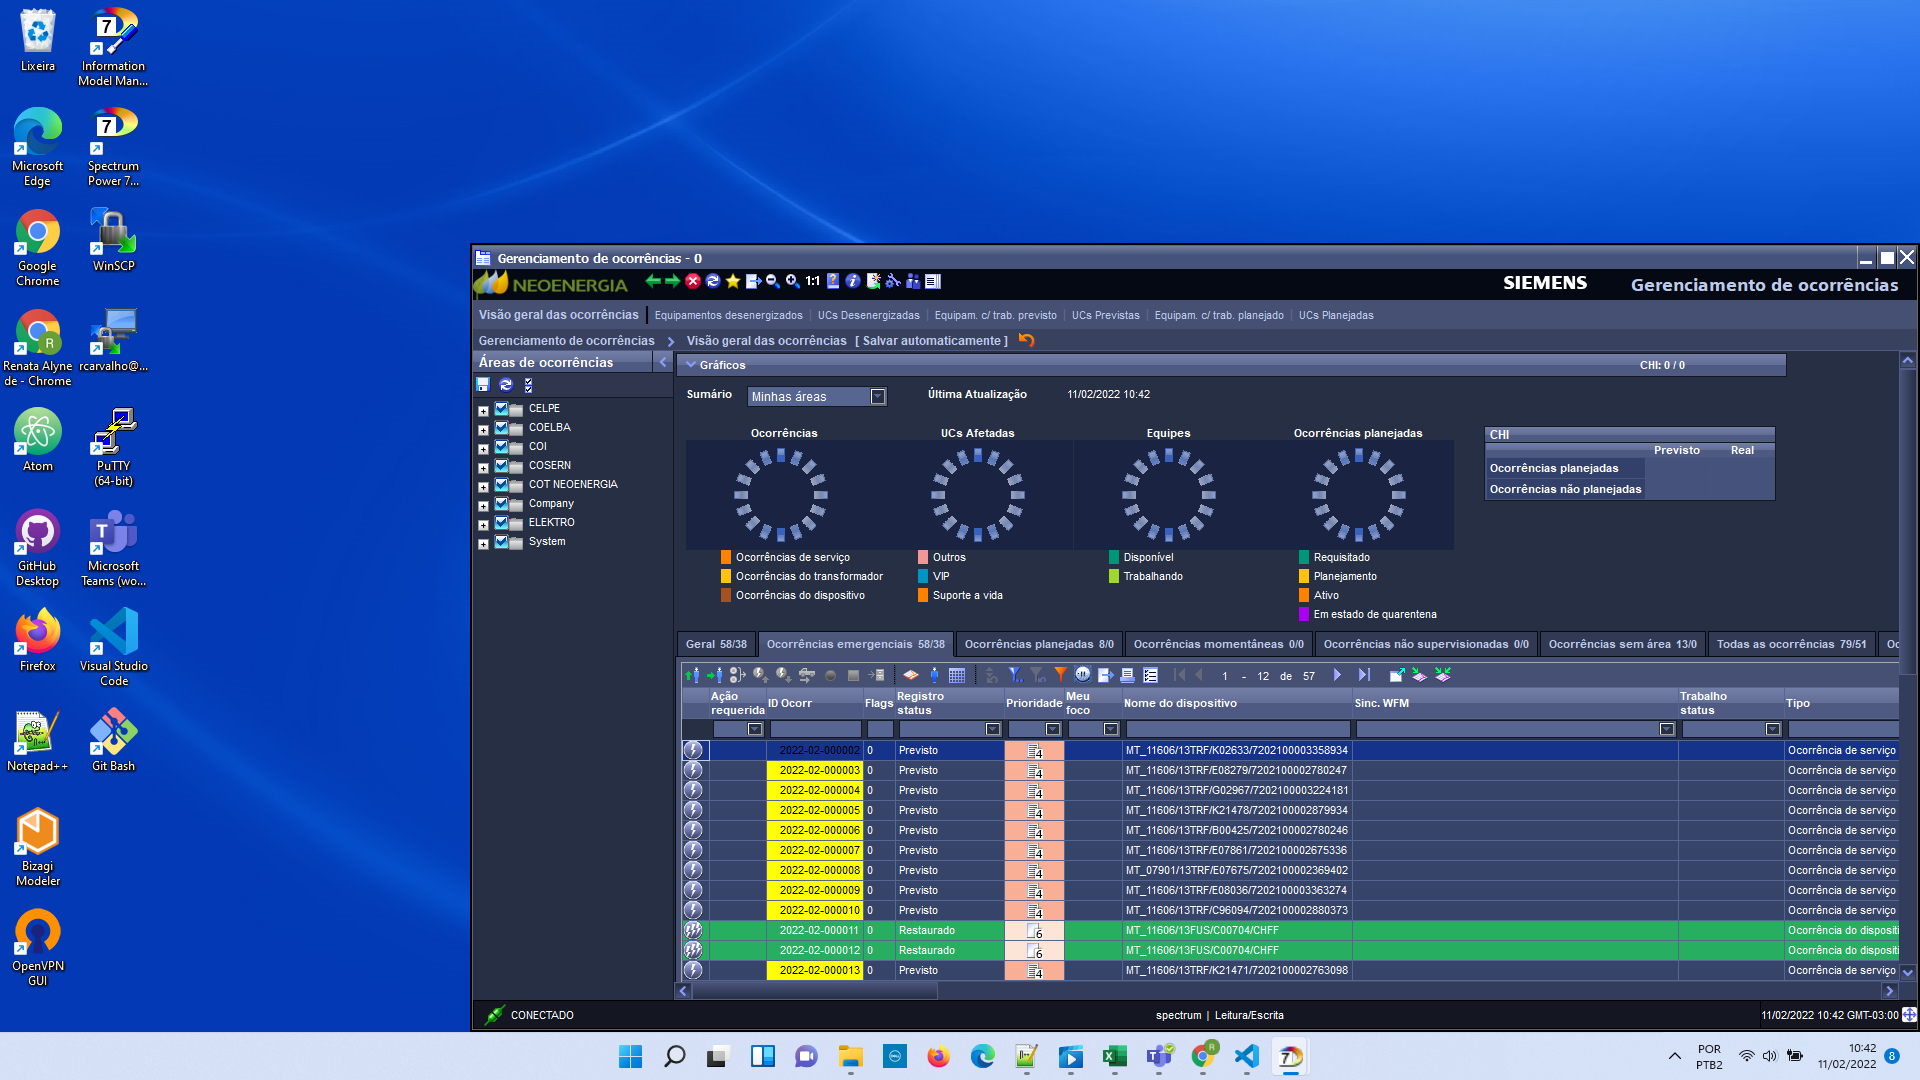 Lixeira
Information
Model Man...
Microsoft
Edge
Spectrum
Power 7...
Google
Chrome
WinSCP
Renata Alyne
de - Chrome
rcarvalho@...
Atom
PuTTY
(64-bit)
GitHub
Desktop
Microsoft
Teams (wo...
Firefox
Visual Studio
Code
Notepad++
Git Bash
Bizagi
Modeler
OpenVPN
GUI
Gerenciamento de ocorrências - 0
NEOENERGIA
1:1
SIEMENS
Gerenciamento de ocorrências
Visão geral das ocorrências | Equipamentos desenergizados | UCs Desenergizadas | Equipam. c/ trab. previsto | UCs Previstas | Equipam. c/ trab. planejado | UCs Planejadas
Gerenciamento de ocorrências > Visão geral das ocorrências [ Salvar automaticamente ]
Áreas de ocorrências
CELPE
COELBA
COI
COSERN
COT NEOENERGIA
Company
ELEKTRO
System
Gráficos
CHI: 0 / 0
Sumário Minhas áreas Última Atualização 11/02/2022 10:42
Ocorrências UCs Afetadas Equipes Ocorrências planejadas
CHI
Previsto Real
Ocorrências planejadas
Ocorrências não planejadas
Ocorrências de serviço Outros Disponível Requisitado
Ocorrências do transformador VIP Trabalhando Planejamento
Ocorrências do dispositivo Suporte a vida Ativo
Em estado de quarentena
Geral 58/38 Ocorrências emergenciais 58/38 Ocorrências planejadas 8/0 Ocorrências momentâneas 0/0 Ocorrências não supervisionadas 0/0 Ocorrências sem área 13/0 Todas as ocorrências 79/51 Oc
1 - 12 de 57
Ação requerida ID Ocorr Flags Registro status Prioridade Meu foco Nome do dispositivo Sinc. WFM Trabalho status Tipo
2022-02-000002 0 Previsto 4 MT_11606/13TRF/K02633/7202100003358934 Ocorrência de serviço
2022-02-000003 0 Previsto 4 MT_11606/13TRF/E08279/7202100002780247 Ocorrência de serviço
2022-02-000004 0 Previsto 4 MT_11606/13TRF/G02967/7202100003224181 Ocorrência de serviço
2022-02-000005 0 Previsto 4 MT_11606/13TRF/K21478/7202100002879934 Ocorrência de serviço
2022-02-000006 0 Previsto 4 MT_11606/13TRF/B00425/7202100002780246 Ocorrência de serviço
2022-02-000007 0 Previsto 4 MT_11606/13TRF/E07861/7202100002675336 Ocorrência de serviço
2022-02-000008 0 Previsto 4 MT_07901/13TRF/E07675/7202100002369402 Ocorrência de serviço
2022-02-000009 0 Previsto 4 MT_11606/13TRF/E08036/7202100003363274 Ocorrência de serviço
2022-02-000010 0 Previsto 4 MT_11606/13TRF/C96094/7202100002880373 Ocorrência de serviço
2022-02-000011 0 Restaurado 6 MT_11606/13FUS/C00704/CHFF Ocorrência do dispositi
2022-02-000012 0 Restaurado 6 MT_11606/13FUS/C00704/CHFF Ocorrência do dispositi
2022-02-000013 0 Previsto 4 MT_11606/13TRF/K21471/7202100002763098 Ocorrência de serviço
CONECTADO
spectrum | Leitura/Escrita
11/02/2022 10:42 GMT-03:00
POR
PTB2
10:42
11/02/2022
8